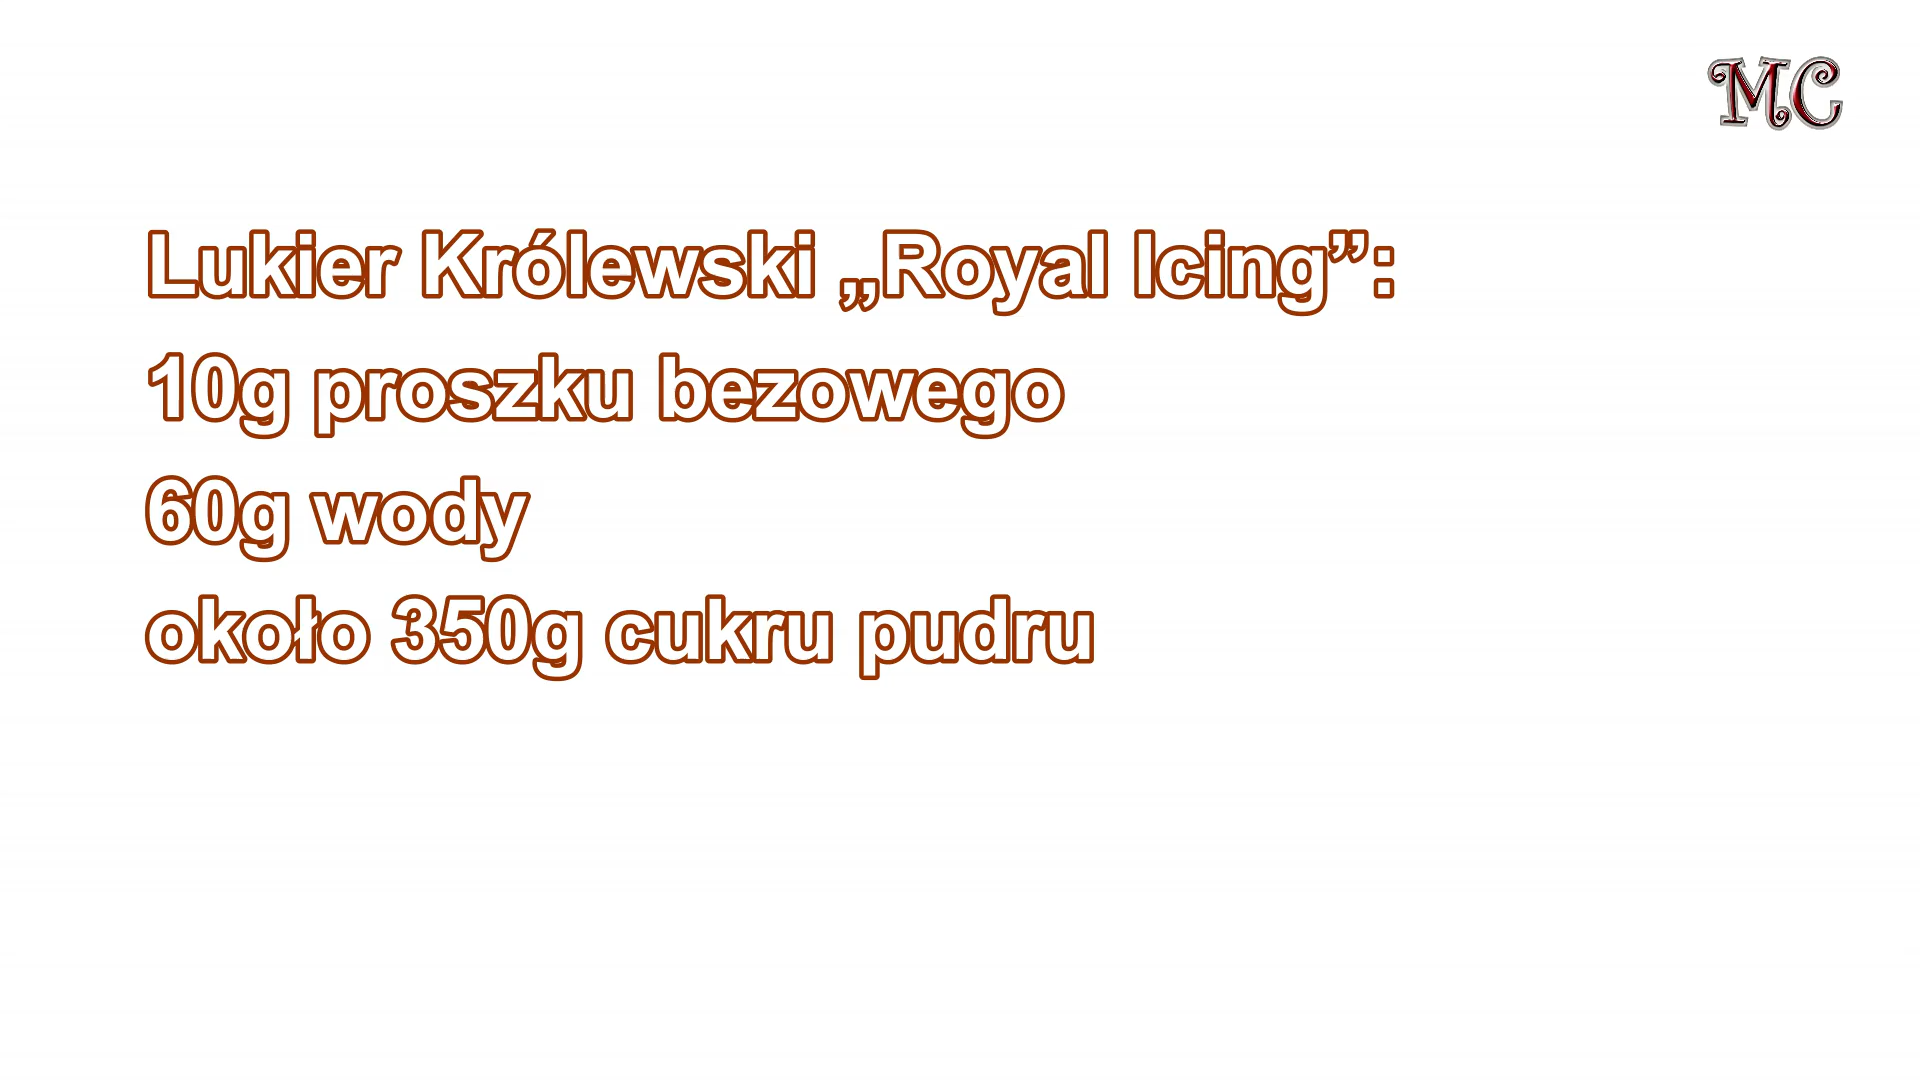 MC
Lukier Królewski „Royal Icing”:
10g proszku bezowego
60g wody
około 350g cukru pudru